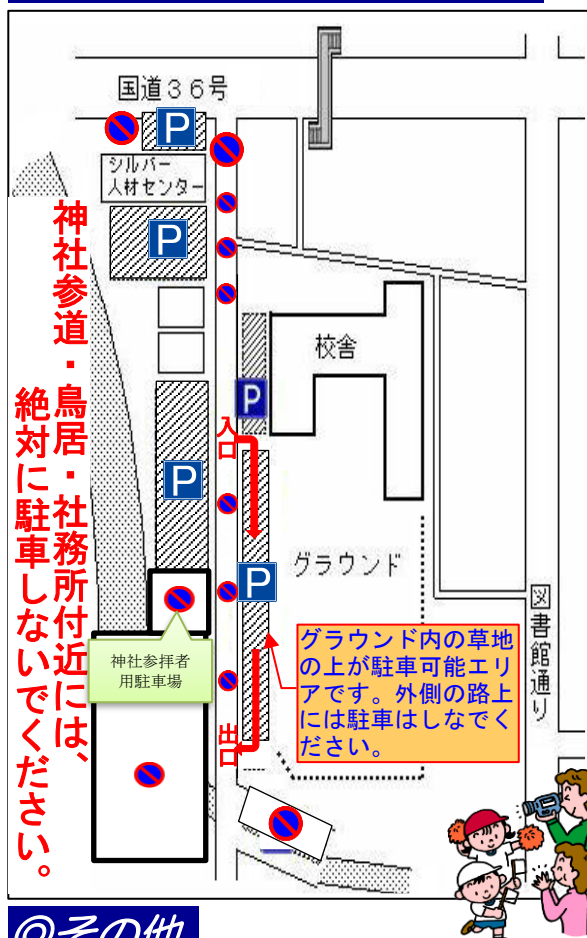 国道３６号
P
シルバー
人材センター
P
神社参道・鳥居・社務所付近には、
絶対に駐車しないでください。
校舎
P
入口
P
グラウンド
P
神社参拝者
用駐車場
グラウンド内の草地
の上が駐車可能エリ
アです。外側の路上
には駐車はしなでく
ださい。
出口
図書館通り
◎その他